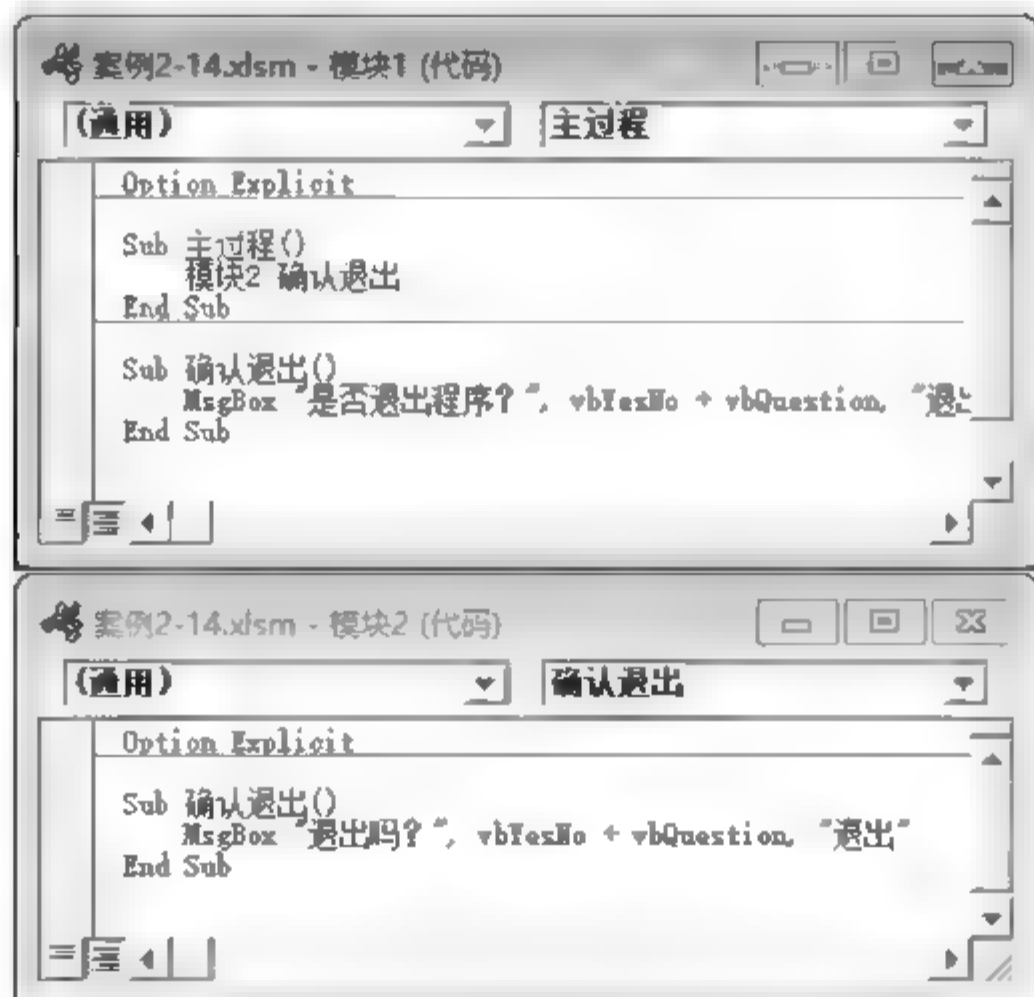 案例2-14.xlsm - 模块1 (代码)
(通用) 主过程
Option Explicit
Sub 主过程()
模块2 确认退出
End Sub
Sub 确认退出()
MsgBox "是否退出程序？", vbYesNo + vbQuestion, "退出
End Sub
案例2-14.xlsm - 模块2 (代码)
(通用) 确认退出
Option Explicit
Sub 确认退出()
MsgBox "退出吗？", vbYesNo + vbQuestion, "退出"
End Sub